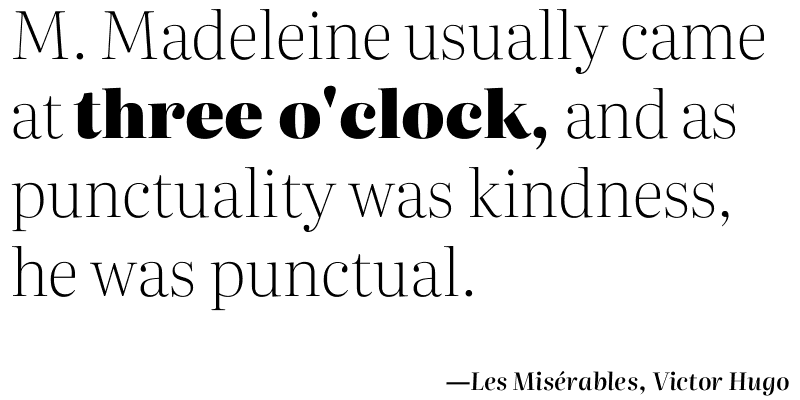 M. Madeleine usually came
at three o'clock, and as
punctuality was kindness,
he was punctual.
—Les Misérables, Victor Hugo